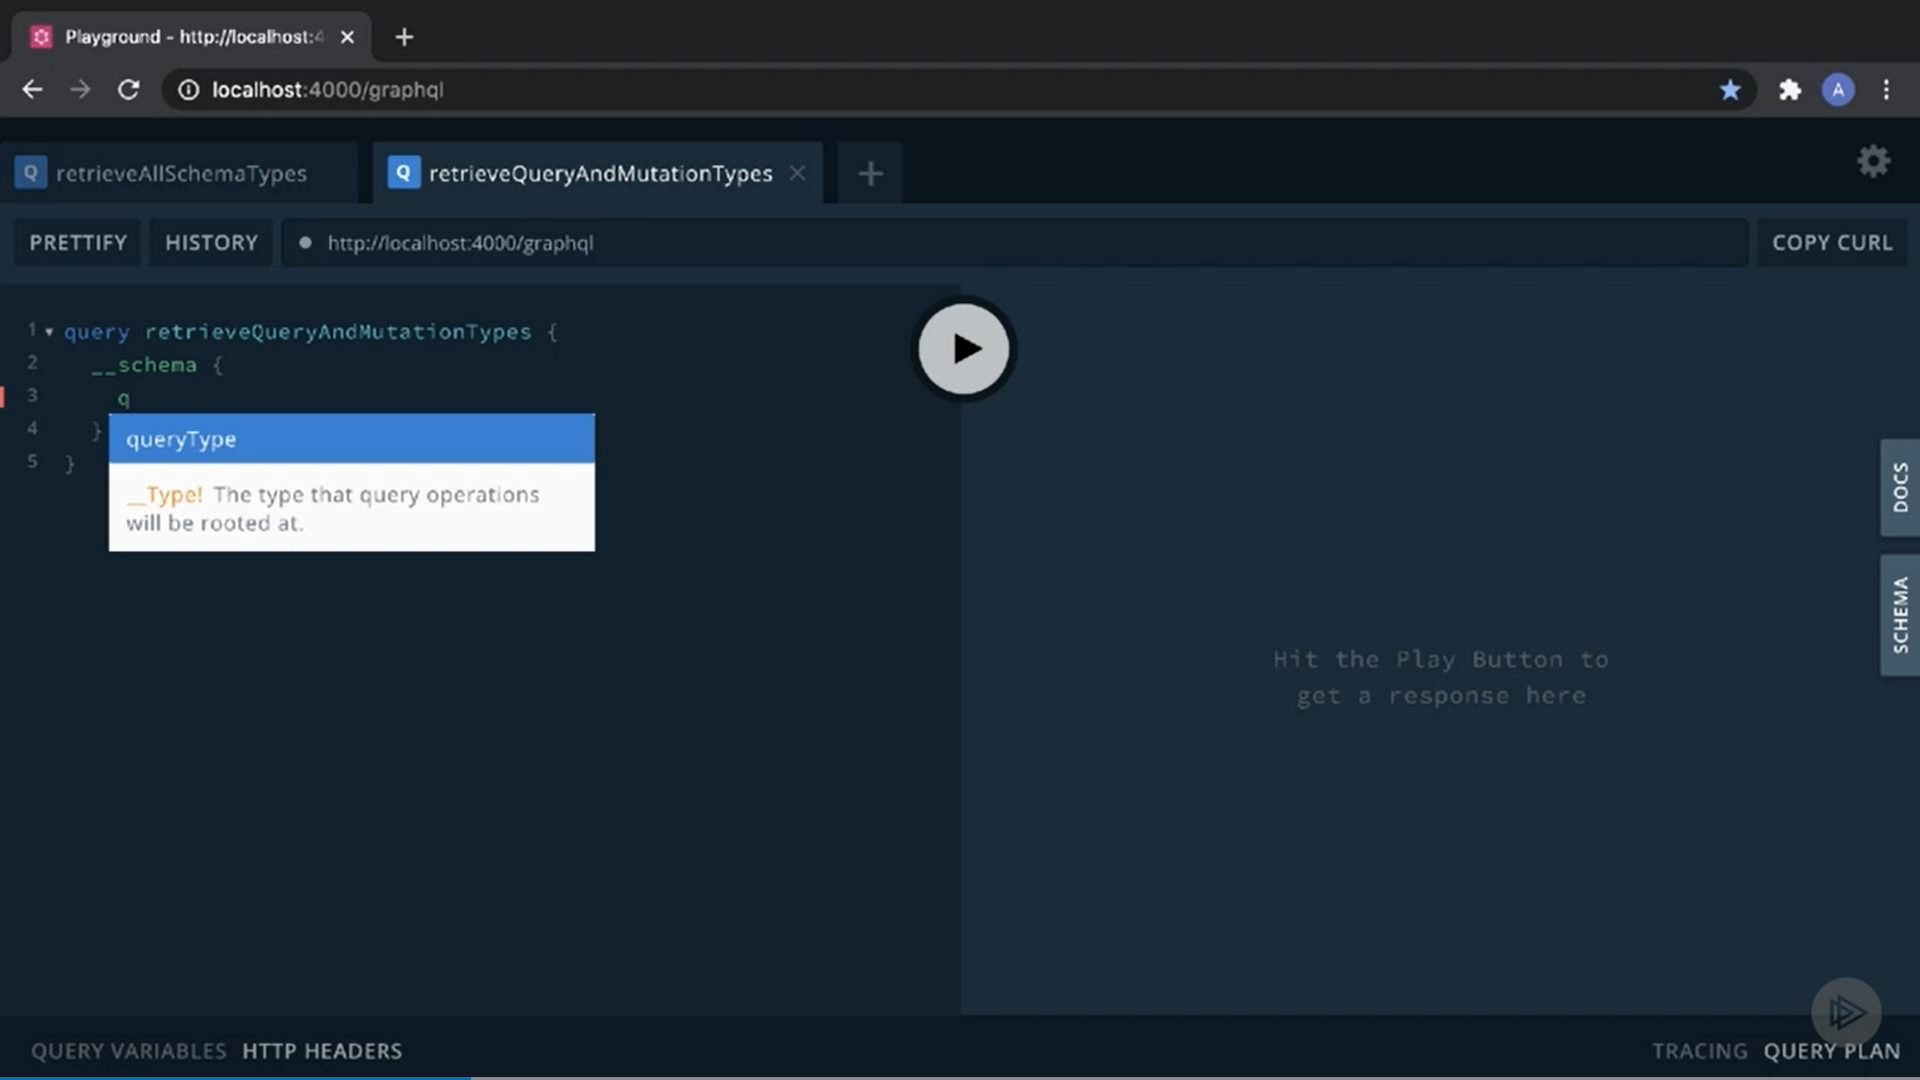 Playground - http://localhost:4
localhost:4000/graphql
A
Q retrieveAllSchemaTypes
Q retrieveQueryAndMutationTypes
PRETTIFY
HISTORY
http://localhost:4000/graphql
COPY CURL
1 query retrieveQueryAndMutationTypes {
2 __schema {
3 q
4 }
5 }
queryType
__Type! The type that query operations
will be rooted at.
Hit the Play Button to
get a response here
DOCS
SCHEMA
QUERY VARIABLES
HTTP HEADERS
TRACING
QUERY PLAN